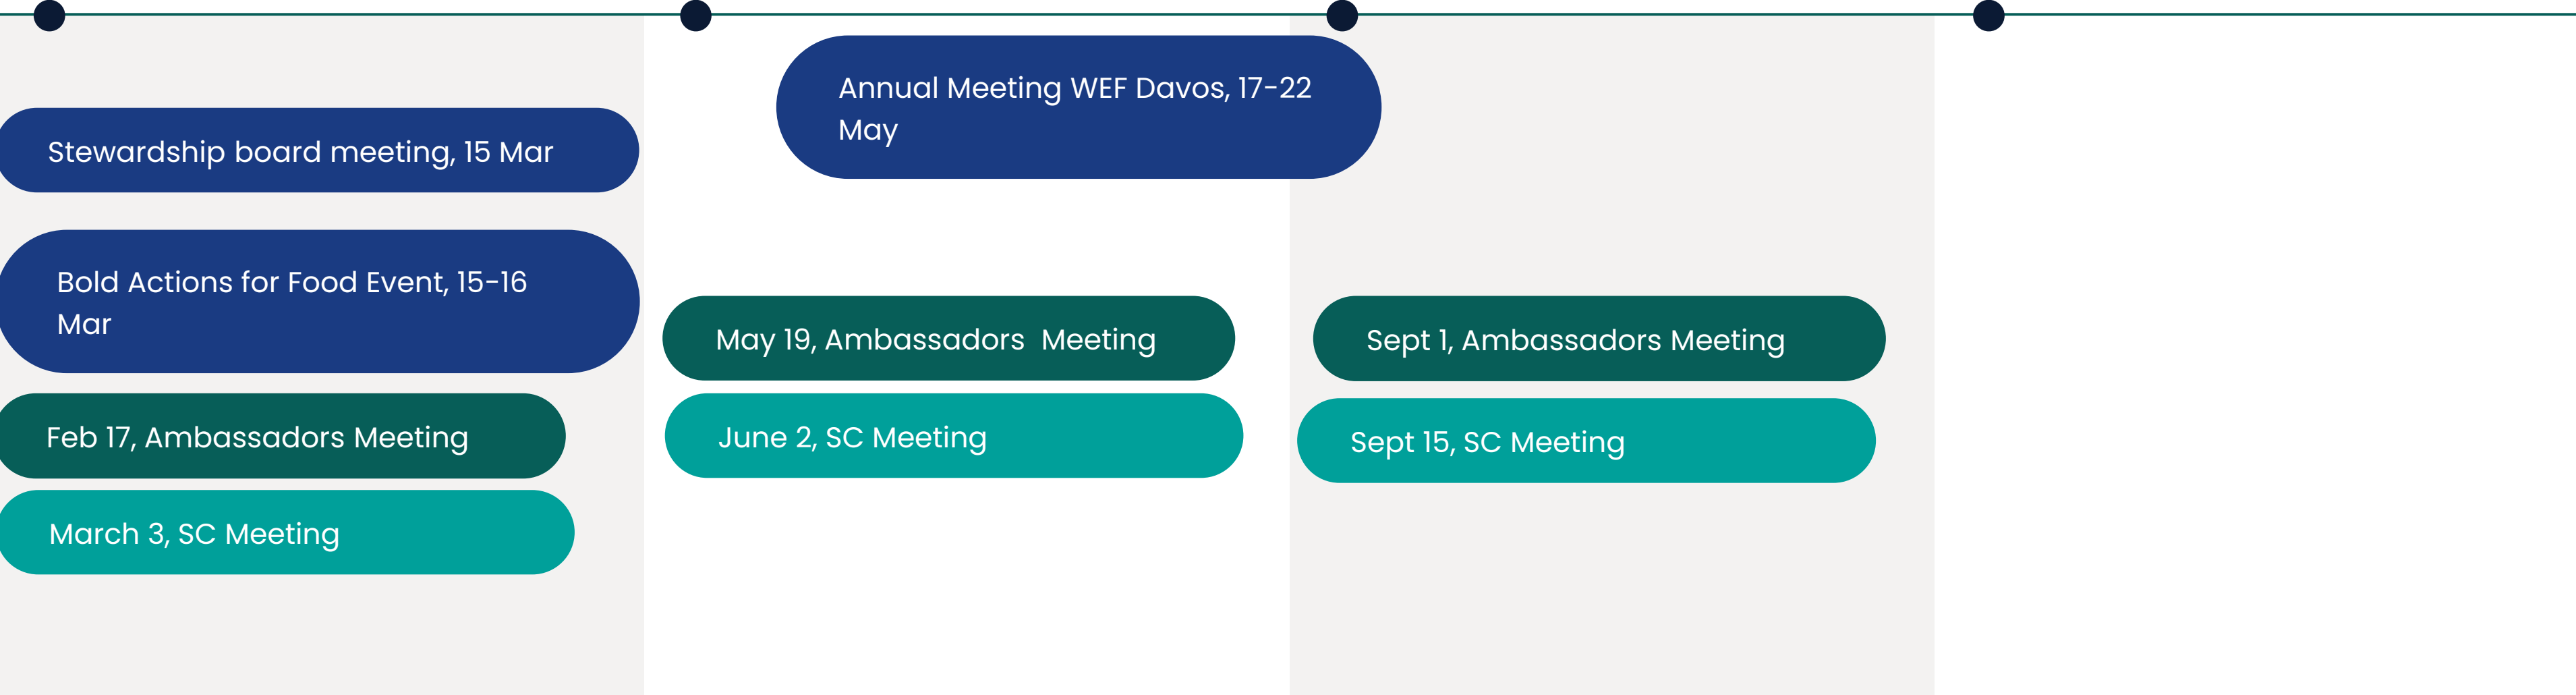 Stewardship board meeting, 15 Mar
Bold Actions for Food Event, 15-16
Mar
Feb 17, Ambassadors Meeting
March 3, SC Meeting
Annual Meeting WEF Davos, 17-22
May
May 19, Ambassadors  Meeting
June 2, SC Meeting
Sept 1, Ambassadors Meeting
Sept 15, SC Meeting